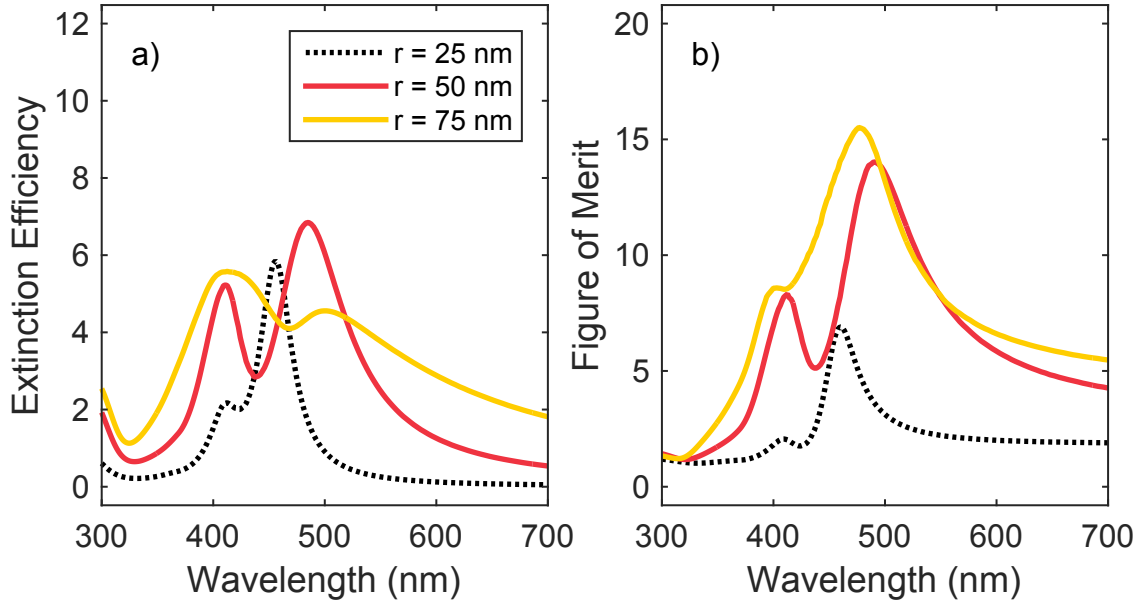 a)
r = 25 nm
r = 50 nm
r = 75 nm
Extinction Efficiency
12
10
8
6
4
2
0
300 400 500 600 700
Wavelength (nm)
b)
Figure of Merit
20
15
10
5
0
300 400 500 600 700
Wavelength (nm)